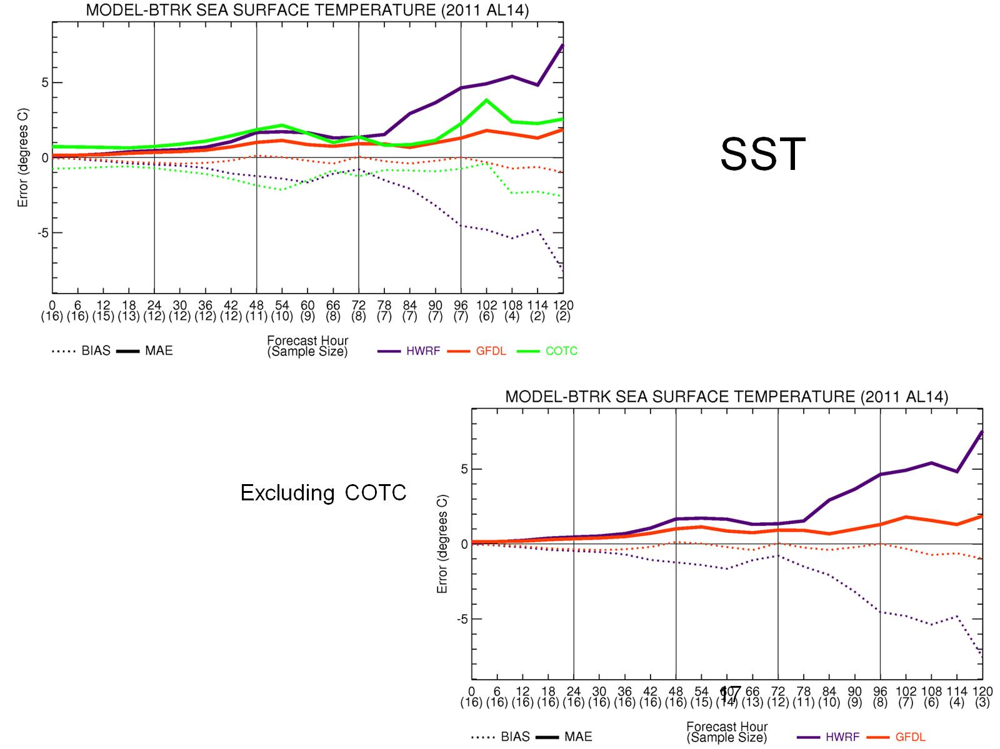 MODEL-BTRK SEA SURFACE TEMPERATURE (2011 AL14)
5
0
-5
Error (degrees C)
0 6 12 18 24 30 36 42 48 54 60 66 72 78 84 90 96 102 108 114 120
(16) (16) (15) (13) (12) (12) (12) (12) (11) (10) (9) (8) (8) (7) (7) (7) (7) (6) (4) (2) (2)
Forecast Hour
(Sample Size)
BIAS MAE HWRF GFDL COTC
SST
Excluding COTC
MODEL-BTRK SEA SURFACE TEMPERATURE (2011 AL14)
5
0
-5
Error (degrees C)
0 6 12 18 24 30 36 42 48 54 60 66 72 78 84 90 96 102 108 114 120
(16) (16) (16) (16) (16) (16) (16) (16) (16) (15) (14) (13) (12) (11) (10) (9) (8) (7) (6) (4) (3)
17
Forecast Hour
(Sample Size)
BIAS MAE HWRF GFDL